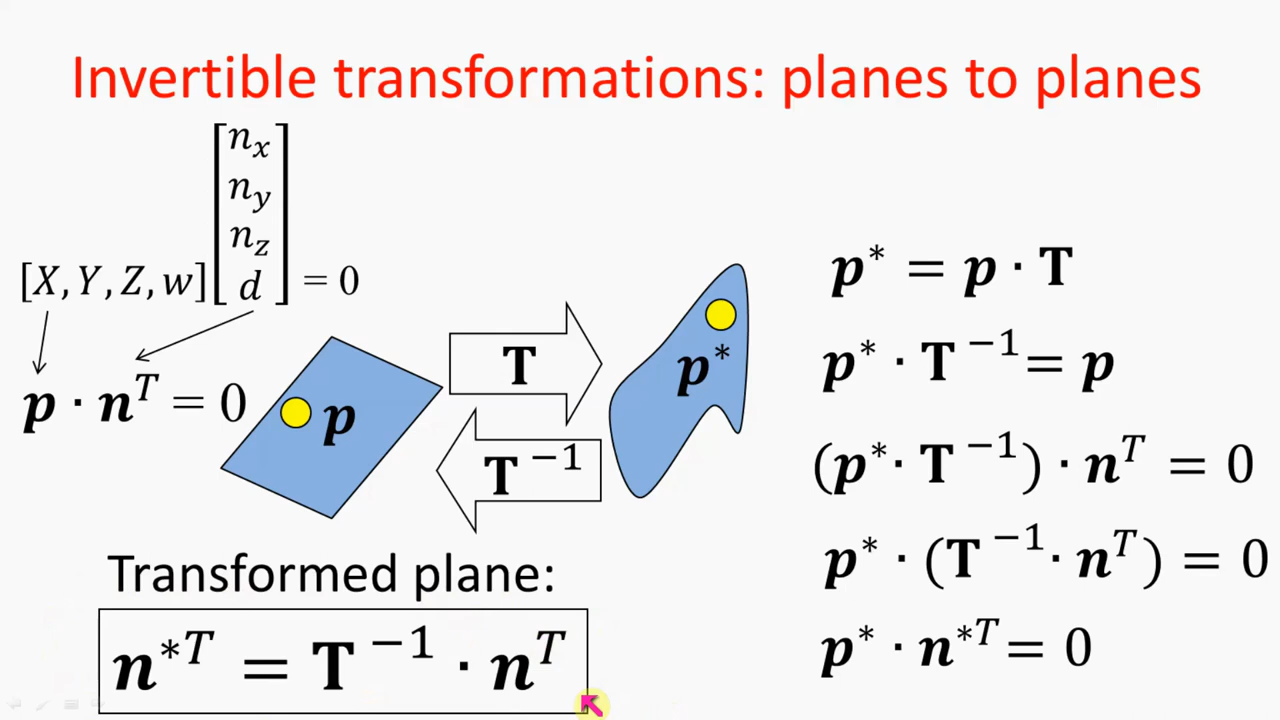 Invertible transformations: planes to planes
[X, Y, Z, w] [n_x n_y n_z d] = 0
p · n^T = 0
p
T
T^{-1}
p*
p* = p · T
p* · T^{-1} = p
(p* · T^{-1}) · n^T = 0
p* · (T^{-1} · n^T) = 0
p* · n^{*T} = 0
Transformed plane:
n^{*T} = T^{-1} · n^T